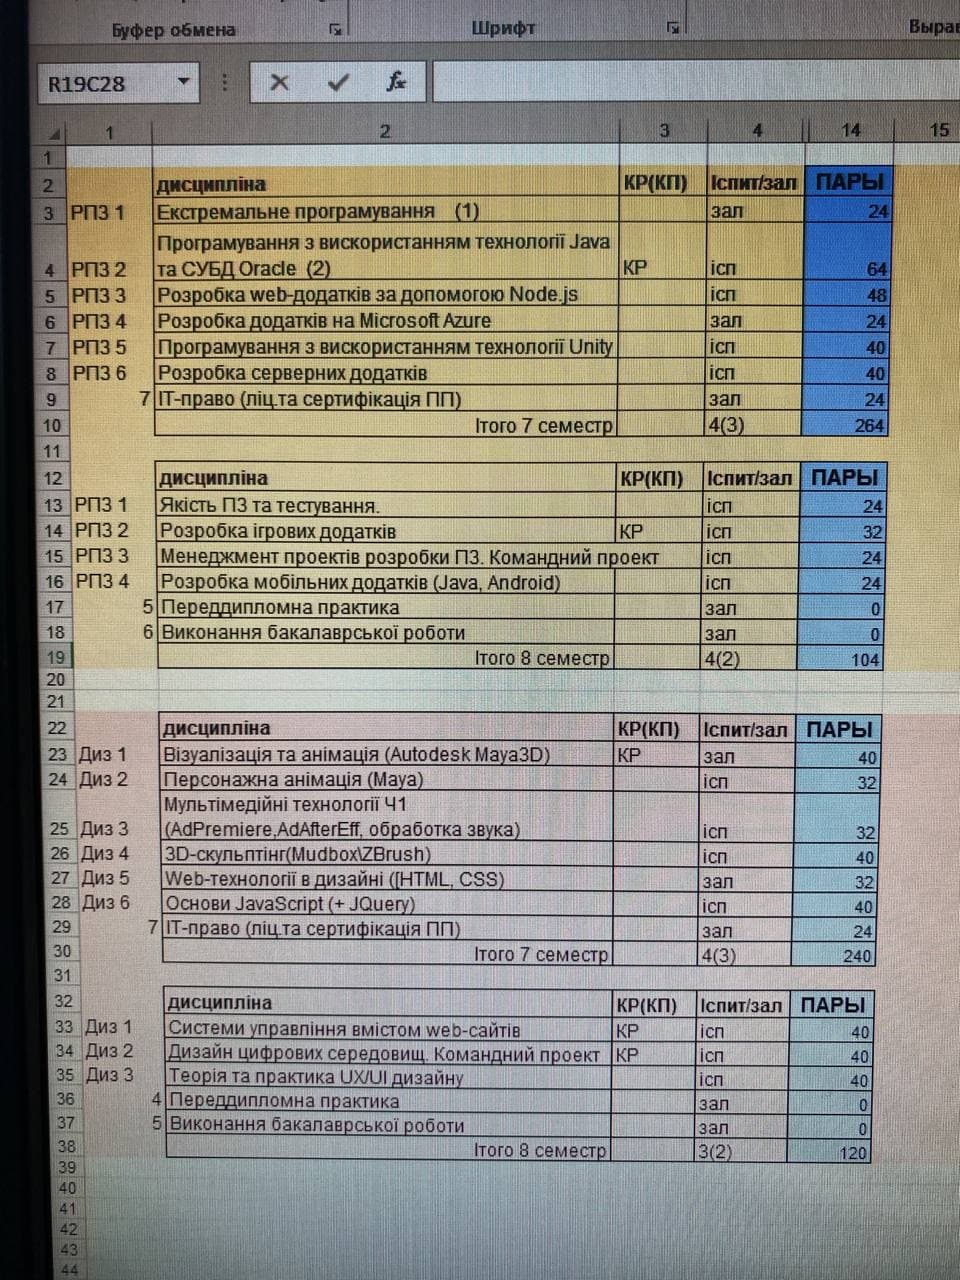 Буфер обмена Шрифт
R19C28 fx
1 2 3 4 14 15
1
2 дисципліна КР(КП) Іспит/зал ПАРЫ
3 РПЗ 1 Екстремальне програмування (1) зал 24
Програмування з вискористанням технології Java
4 РПЗ 2 та СУБД Oracle (2) КР ісп 64
5 РПЗ 3 Розробка web-додатків за допомогою Node.js ісп 48
6 РПЗ 4 Розробка додатків на Microsoft Azure зал 24
7 РПЗ 5 Програмування з вискористанням технології Unity ісп 40
8 РПЗ 6 Розробка серверних додатків ісп 40
9 7 ІТ-право (ліц.та сертифікація ПП) зал 24
10 Ітого 7 семестр 4(3) 264
11
12 дисципліна КР(КП) Іспит/зал ПАРЫ
13 РПЗ 1 Якість ПЗ та тестування. ісп 24
14 РПЗ 2 Розробка ігрових додатків КР ісп 32
15 РПЗ 3 Менеджмент проектів розробки ПЗ. Командний проект ісп 24
16 РПЗ 4 Розробка мобільних додатків (Java, Android) ісп 24
17 5 Переддипломна практика зал 0
18 6 Виконання бакалаврської роботи зал 0
19 Ітого 8 семестр 4(2) 104
20
21
22 дисципліна КР(КП) Іспит/зал ПАРЫ
23 Диз 1 Візуалізація та анімація (Autodesk Maya3D) КР зал 40
24 Диз 2 Персонажна анімація (Maya) ісп 32
Мультімедійні технології Ч1
25 Диз 3 (AdPremiere,AdAfterEff, обработка звука) ісп 32
26 Диз 4 3D-скульптінг(Mudbox\ZBrush) ісп 40
27 Диз 5 Web-технології в дизайні ([HTML, CSS) зал 32
28 Диз 6 Основи JavaScript (+ JQuery) ісп 40
29 7 ІТ-право (ліц.та сертифікація ПП) зал 24
30 Ітого 7 семестр 4(3) 240
31
32 дисципліна КР(КП) Іспит/зал ПАРЫ
33 Диз 1 Системи управління вмістом web-сайтів КР ісп 40
34 Диз 2 Дизайн цифрових середовищ. Командний проект КР ісп 40
35 Диз 3 Теорія та практика UX/UI дизайну ісп 40
36 4 Переддипломна практика зал 0
37 5 Виконання бакалаврської роботи зал 0
38 Ітого 8 семестр 3(2) 120
39
40
41
42
43
44